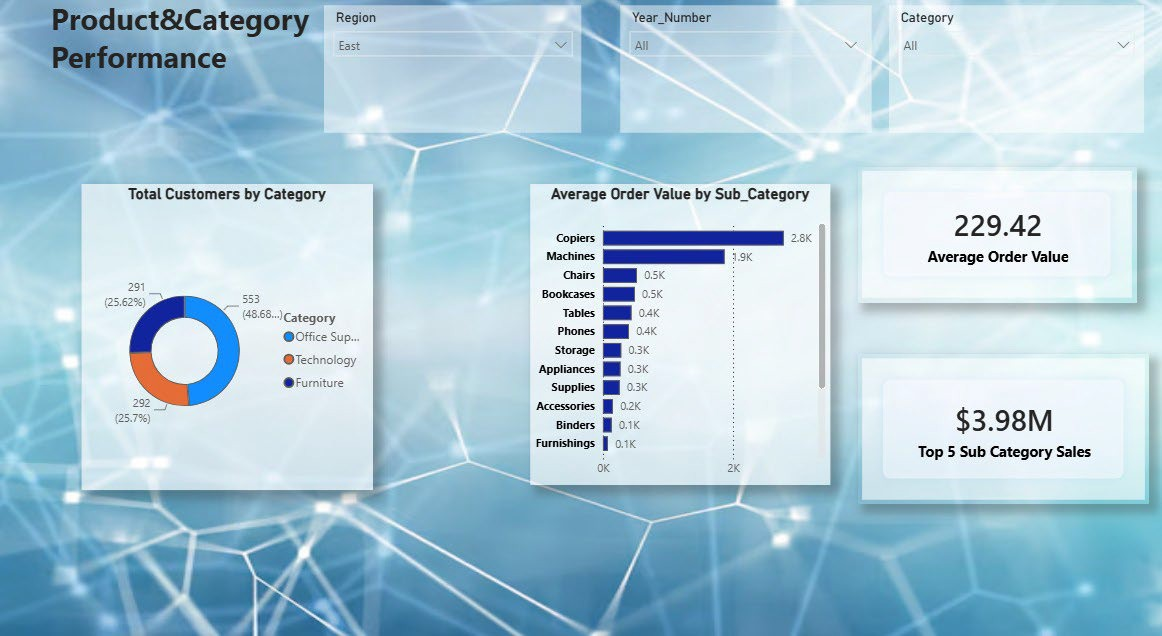 Product&Category
Performance
Region
East
Year_Number
All
Category
All
Total Customers by Category
291
(25.62%)
553
(48.68...)
292
(25.7%)
Category
Office Sup...
Technology
Furniture
Average Order Value by Sub_Category
Copiers 2.8K
Machines 1.9K
Chairs 0.5K
Bookcases 0.5K
Tables 0.4K
Phones 0.4K
Storage 0.3K
Appliances 0.3K
Supplies 0.3K
Accessories 0.2K
Binders 0.1K
Furnishings 0.1K
0K 2K
229.42
Average Order Value
$3.98M
Top 5 Sub Category Sales